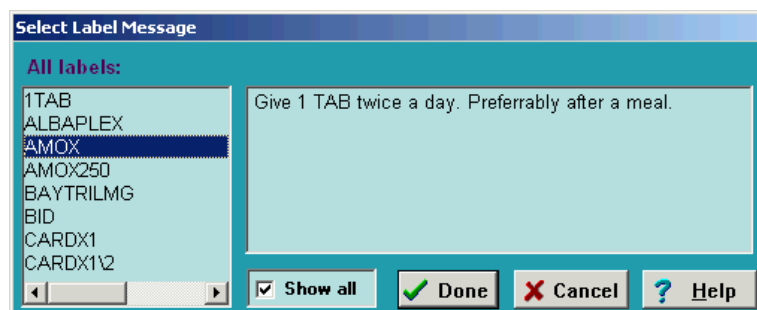 Select Label Message
All labels:
1TAB
ALBAPLEX
AMOX
AMOX250
BAYTRILMG
BID
CARDX1
CARDX1\2
Give 1 TAB twice a day. Preferrably after a meal.
Show all
Done
Cancel
? Help